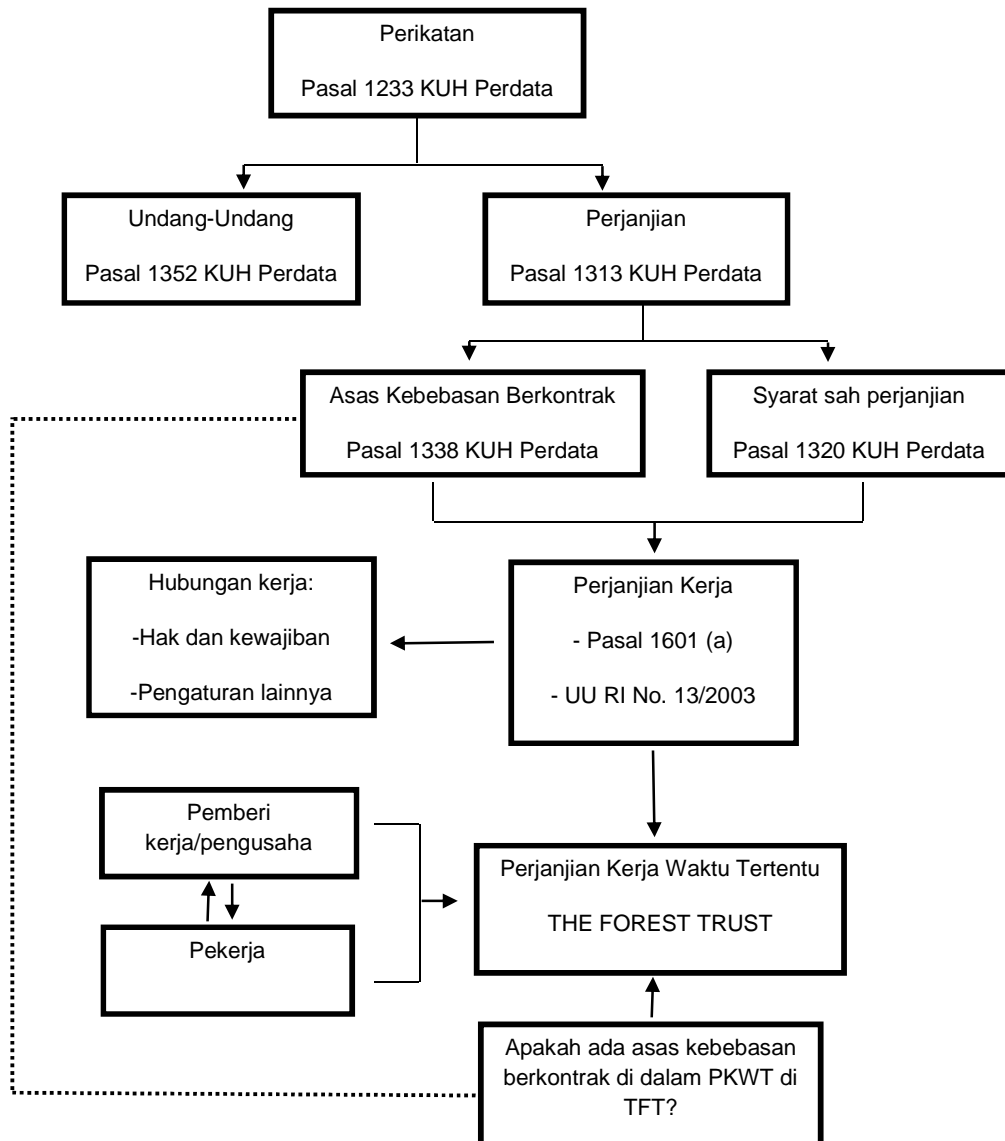 Perikatan
Pasal 1233 KUH Perdata
Undang-Undang
Pasal 1352 KUH Perdata
Perjanjian
Pasal 1313 KUH Perdata
Asas Kebebasan Berkontrak
Pasal 1338 KUH Perdata
Syarat sah perjanjian
Pasal 1320 KUH Perdata
Hubungan kerja:
-Hak dan kewajiban
-Pengaturan lainnya
Perjanjian Kerja
- Pasal 1601 (a)
- UU RI No. 13/2003
Pemberi
kerja/pengusaha
Pekerja
Perjanjian Kerja Waktu Tertentu
THE FOREST TRUST
Apakah ada asas kebebasan
berkontrak di dalam PKWT di
TFT?